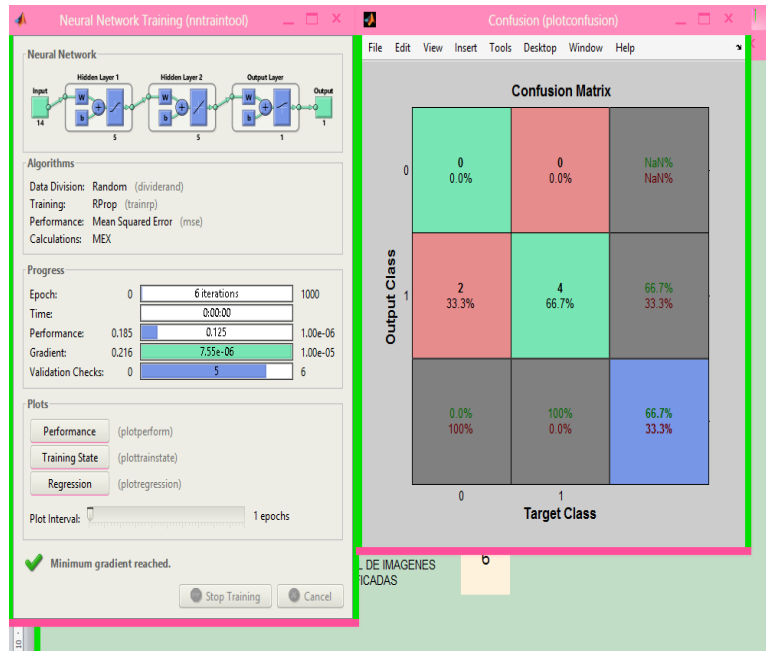 Neural Network Training (nntraintool)
Neural Network
Hidden Layer 1
Hidden Layer 2
Output Layer
Input
Output
W
b
W
b
W
b
14
5
5
1
1
Algorithms
Data Division: Random (dividerand)
Training: RProp (trainrp)
Performance: Mean Squared Error (mse)
Calculations: MEX
Progress
Epoch: 0 6 iterations 1000
Time: 0:00:00
Performance: 0.185 0.125 1.00e-06
Gradient: 0.216 7.55e-06 1.00e-05
Validation Checks: 0 5 6
Plots
Performance (plotperform)
Training State (plottrainstate)
Regression (plotregression)
Plot Interval: 1 epochs
Minimum gradient reached.
Stop Training Cancel
Confusion (plotconfusion)
File Edit View Insert Tools Desktop Window Help
Confusion Matrix
Output Class
0
0
0.0%
0
0.0%
NaN%
NaN%
1
2
33.3%
4
66.7%
66.7%
33.3%
0.0%
100%
100%
0.0%
66.7%
33.3%
0 1
Target Class
DE IMAGENES
6
10